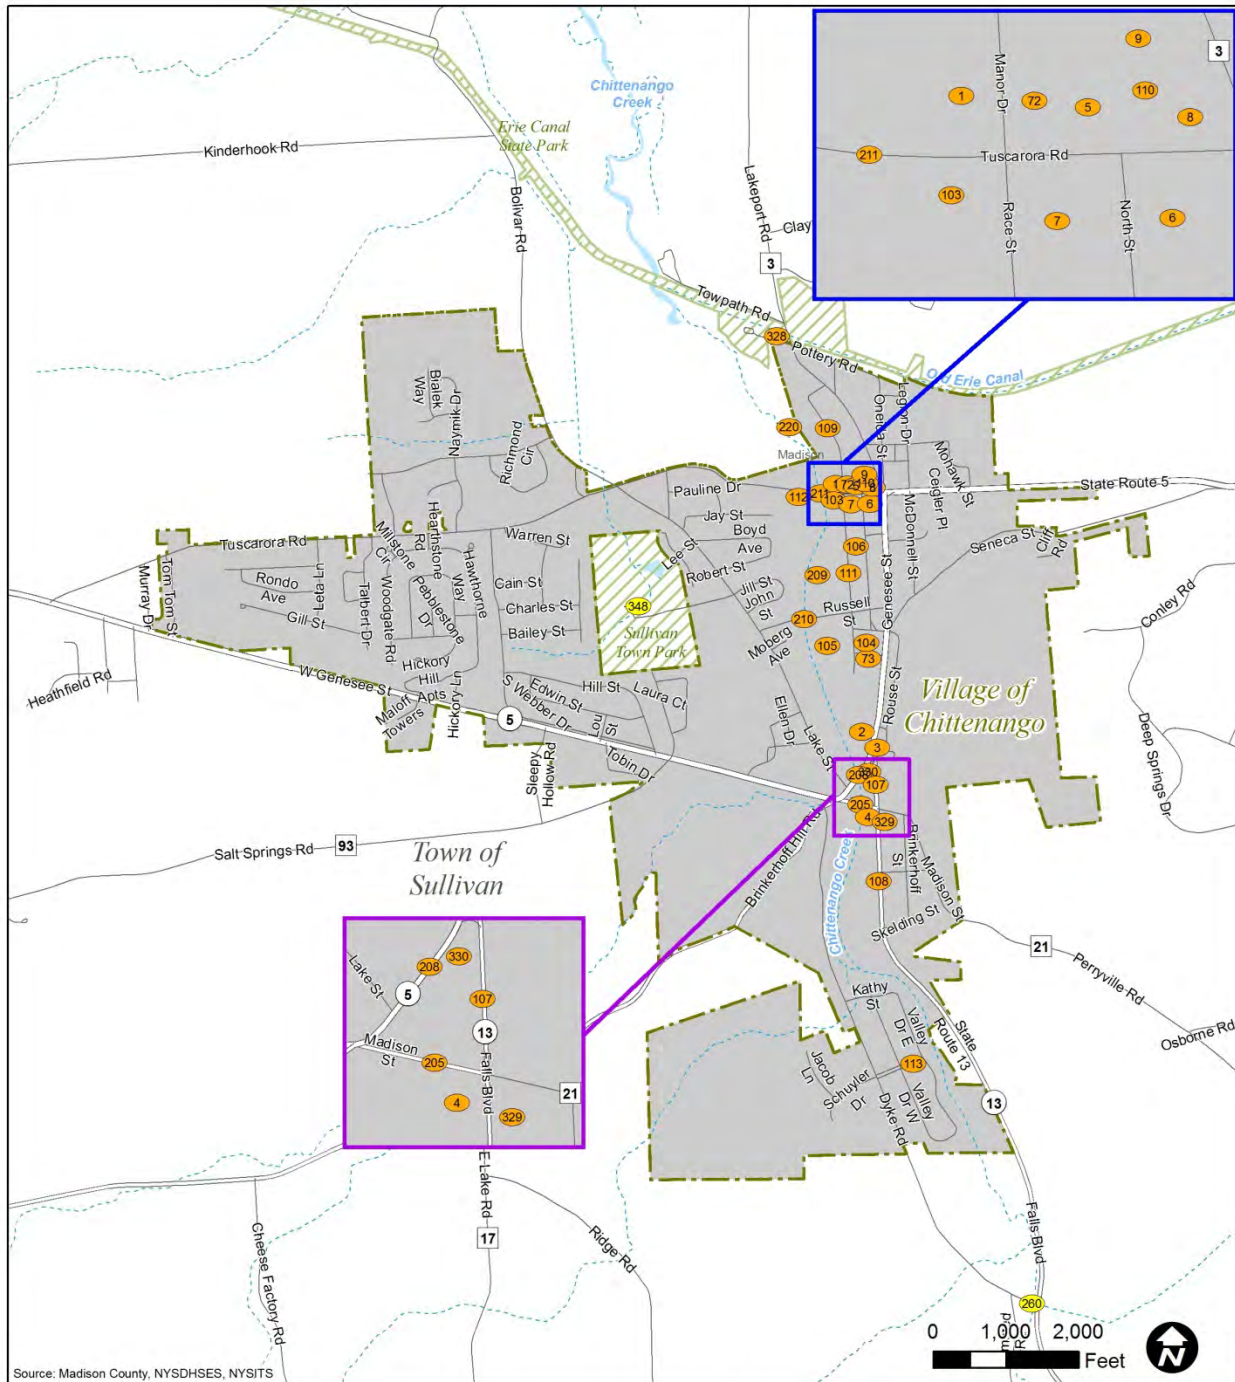 9
3
110
1
72
5
8
Manor Dr
211
Tuscarora Rd
103
7
6
Race St
North St
Chittenango
Creek
Erie Canal
State Park
Kinderhook Rd
Bolivar Rd
Lakeport Rd
Clay
3
Towpath Rd
328
Pottery Rd
Old Erie Canal
Bialek
Way
Naymik Dr
Richmond
Cir
Legion Dr
Oneida St
220
109
Madison
Mohawk St
Ceigler Pl
Pauline Dr
112
211
1
72
5
9
110
8
103
7
6
State Route 5
McDonnell St
Jay St
Boyd
Ave
Hearthstone
Rd
Millstone
Cir
Warren St
Lee St
Robert St
106
Seneca St
Cliff
Rd
Tuscarora Rd
Murray Dr
Tom Tom St
Rondo
Ave
Leta Ln
Gill St
Talbert Dr
Woodgate Rd
Pebblestone
Dr
Hawthorne
Way
Cain St
Charles St
Bailey St
348
Sullivan
Town Park
Jill St
John
St
209
111
Russell
St
210
Genesee St
Conley Rd
Moberg
Ave
105
104
73
Rouse St
Heathfield Rd
W Genesee St
Hickory
Hill
Apts
Maloff
Towers
Hickory Ln
5
S Webber Dr
Edwin St
Lou
St
Hill St
Laura Ct
Ellen Dr
Lake St
Village of
Chittenango
2
3
Deep Springs Dr
Sleepy
Hollow Rd
Tobin Dr
208
330
107
205
4
329
Salt Springs Rd
93
Town of
Sullivan
Brinkerhoff Hill Rd
Chittenango Creek
Brinkerhoff
St
Madison St
108
Skelding St
21
Perryville Rd
Osborne Rd
Lake St
208
330
5
107
13
Madison
St
205
Falls Blvd
21
4
329
Kathy
St
Valley
Dr E
State
Route 13
Jacob
Ln
Schuyler
Dr
113
Valley
Dr W
Dyke Rd
13
E Lake Rd
17
Ridge Rd
Cheese Factory Rd
Falls Blvd
260
0 1,000 2,000
Feet
N
Source: Madison County, NYSDHSES, NYSITS